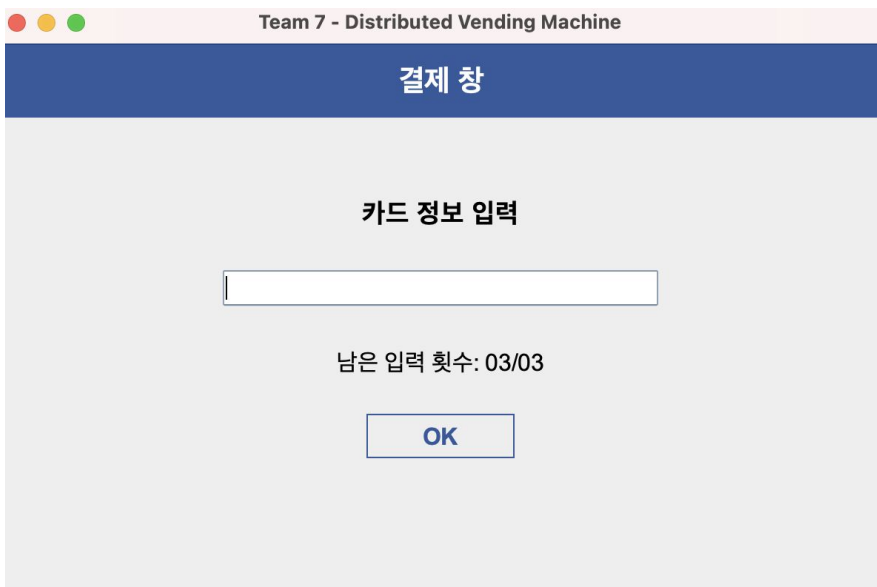 Team 7 - Distributed Vending Machine
결제 창
카드 정보 입력
남은 입력 횟수: 03/03
OK